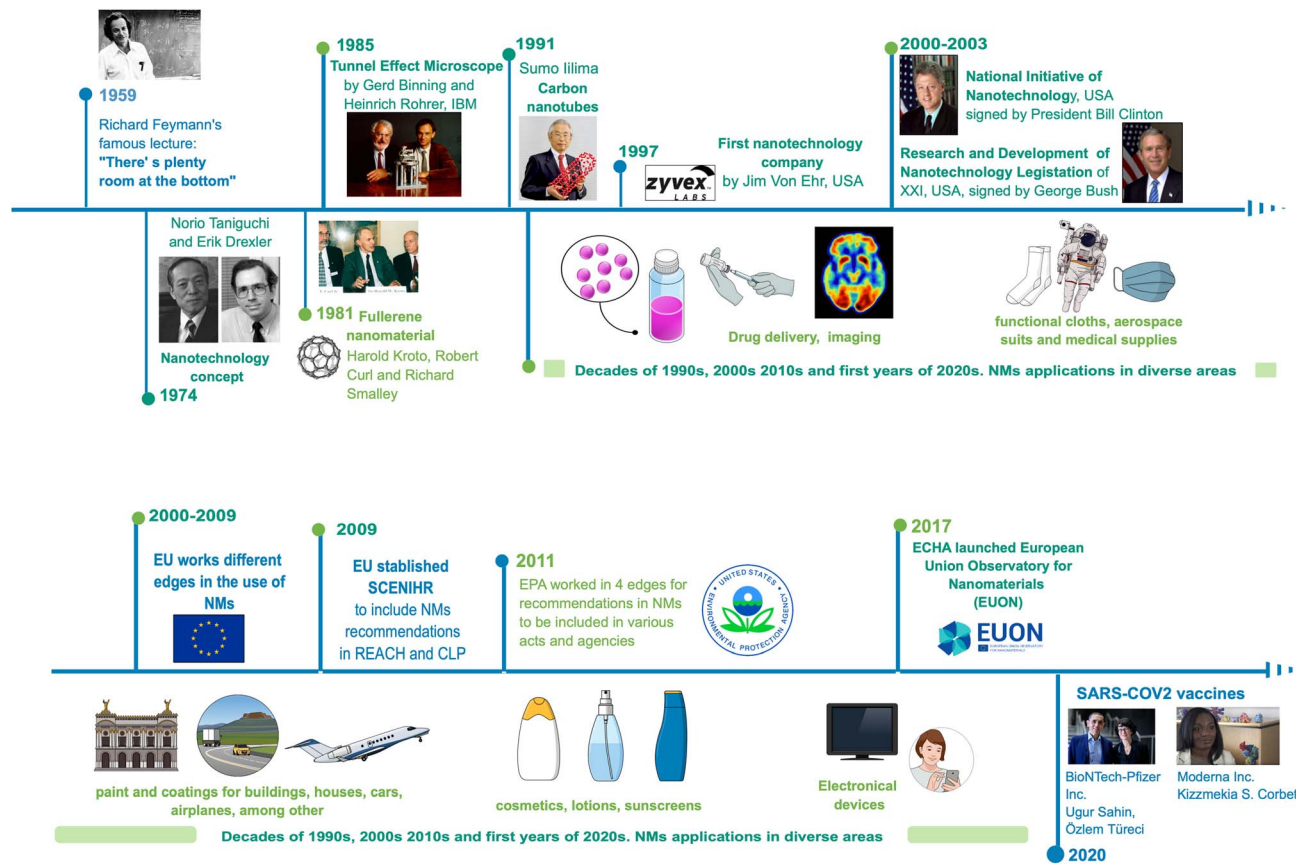 1959
Richard Feymann's
famous lecture:
"There' s plenty
room at the bottom"
1985
Tunnel Effect Microscope
by Gerd Binning and
Heinrich Rohrer, IBM
1991
Sumo Iilima
Carbon
nanotubes
1997
zyvex
LABS
First nanotechnology
company
by Jim Von Ehr, USA
2000-2003
National Initiative of
Nanotechnology, USA
signed by President Bill Clinton
Research and Development of
Nanotechnology Legistation of
XXI, USA, signed by George Bush
Norio Taniguchi
and Erik Drexler
Nanotechnology
concept
1974
1981 Fullerene
nanomaterial
Harold Kroto, Robert
Curl and Richard
Smalley
Drug delivery, imaging
functional cloths, aerospace
suits and medical supplies
Decades of 1990s, 2000s 2010s and first years of 2020s. NMs applications in diverse areas
2000-2009
EU works different
edges in the use of
NMs
2009
EU stablished
SCENIHR
to include NMs
recommendations
in REACH and CLP
2011
EPA worked in 4 edges for
recommendations in NMs
to be included in various
acts and agencies
UNITED STATES
ENVIRONMENTAL PROTECTION AGENCY
2017
ECHA launched European
Union Observatory for
Nanomaterials
(EUON)
EUON
paint and coatings for buildings, houses, cars,
airplanes, among other
cosmetics, lotions, sunscreens
Electronical
devices
Decades of 1990s, 2000s 2010s and first years of 2020s. NMs applications in diverse areas
SARS-COV2 vaccines
BioNTech-Pfizer
Inc.
Ugur Sahin,
Özlem Türeci
Moderna Inc.
Kizzmekia S. Corbet
2020